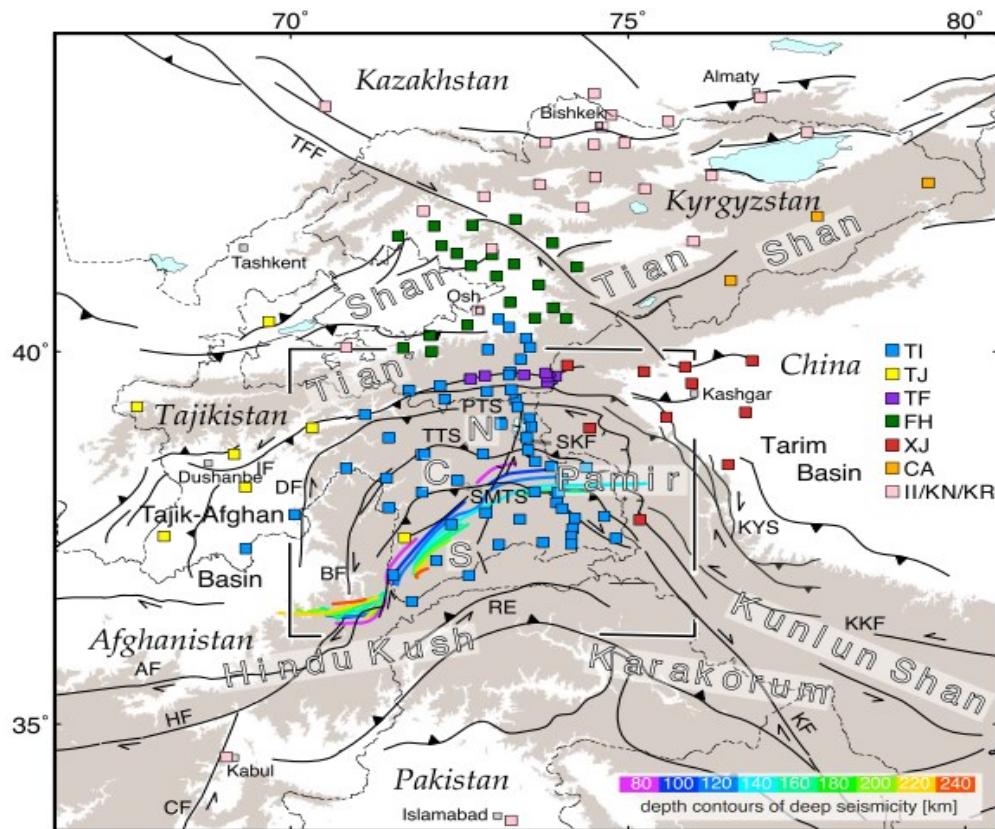 70° 75° 80°
Kazakhstan
Almaty
Bishkek
TFF
Kyrgyzstan
Tashkent
Tian Shan
Shan
Osh
40°
China
Tian
Kashgar
Tajikistan
PTS
N
TTS
SKF
Tarim
Basin
Dushanbe
IF
DF
C
Pamir
SMTS
Tajik-Afghan
Basin
KYS
S
BF
RE
Afghanistan
Hindu Kush
Kunlun Shan
KKF
AF
Karakorum
HF
KF
35°
Kabul
Pakistan
CF
Islamabad
TI
TJ
TF
FH
XJ
CA
II/KN/KR
80 100 120 140 160 180 200 220 240
depth contours of deep seismicity [km]